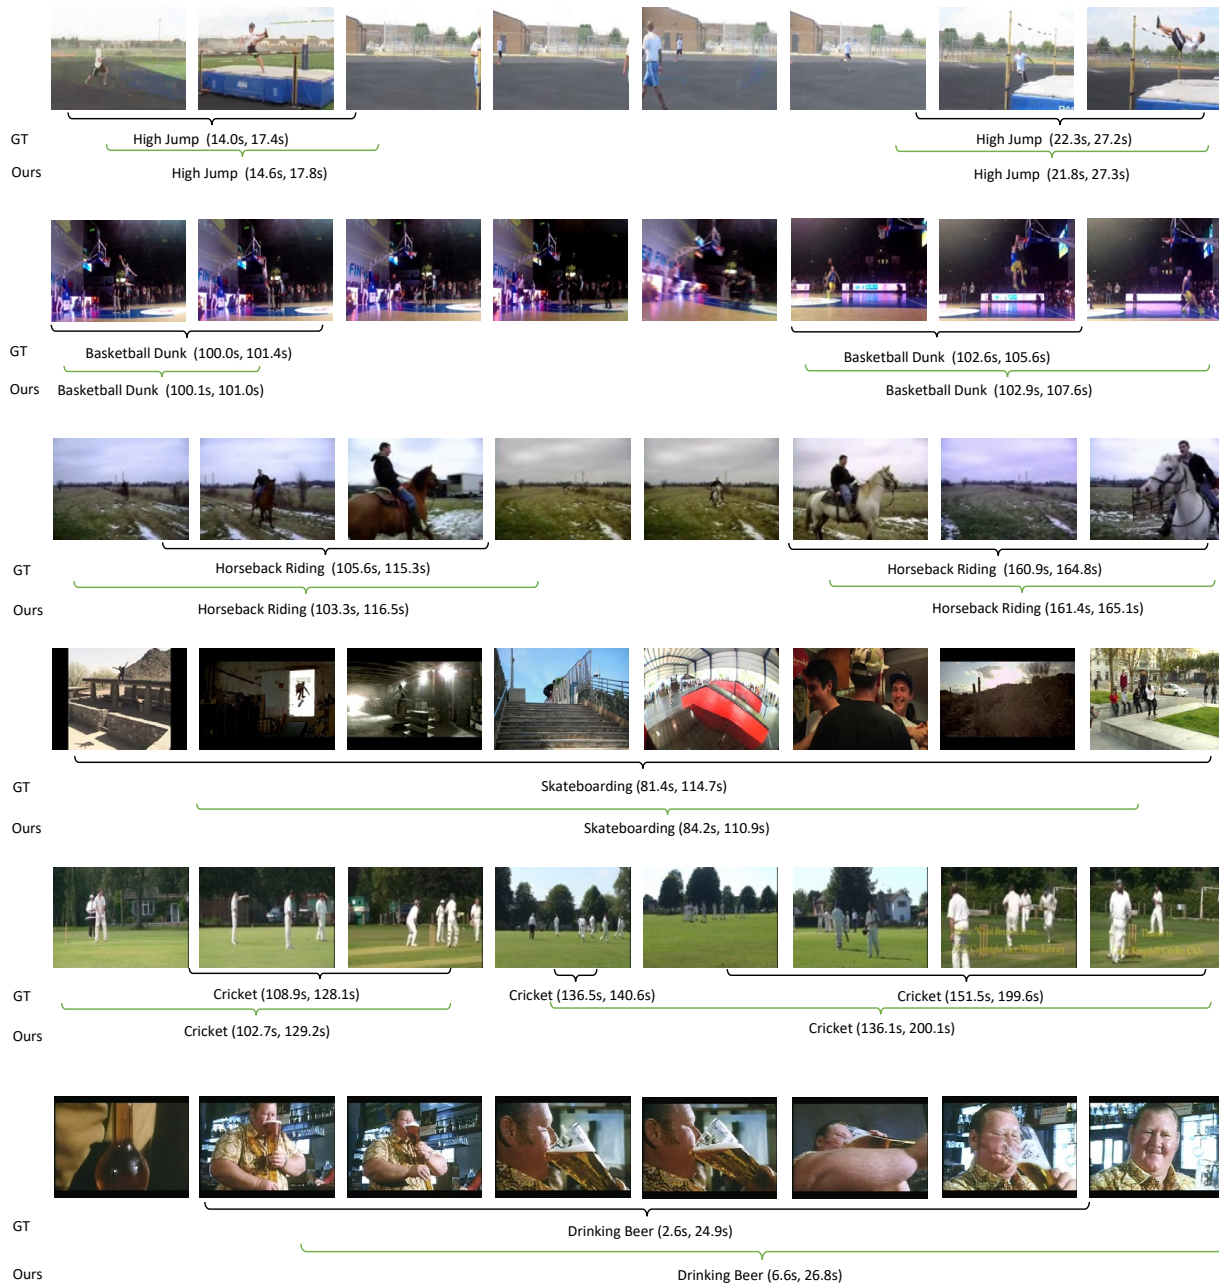 GT
High Jump (14.0s, 17.4s)
High Jump (22.3s, 27.2s)
Ours
High Jump (14.6s, 17.8s)
High Jump (21.8s, 27.3s)
GT
Basketball Dunk (100.0s, 101.4s)
Basketball Dunk (102.6s, 105.6s)
Ours
Basketball Dunk (100.1s, 101.0s)
Basketball Dunk (102.9s, 107.6s)
GT
Horseback Riding (105.6s, 115.3s)
Horseback Riding (160.9s, 164.8s)
Ours
Horseback Riding (103.3s, 116.5s)
Horseback Riding (161.4s, 165.1s)
GT
Skateboarding (81.4s, 114.7s)
Ours
Skateboarding (84.2s, 110.9s)
GT
Cricket (108.9s, 128.1s)
Cricket (136.5s, 140.6s)
Cricket (151.5s, 199.6s)
Ours
Cricket (102.7s, 129.2s)
Cricket (136.1s, 200.1s)
GT
Drinking Beer (2.6s, 24.9s)
Ours
Drinking Beer (6.6s, 26.8s)